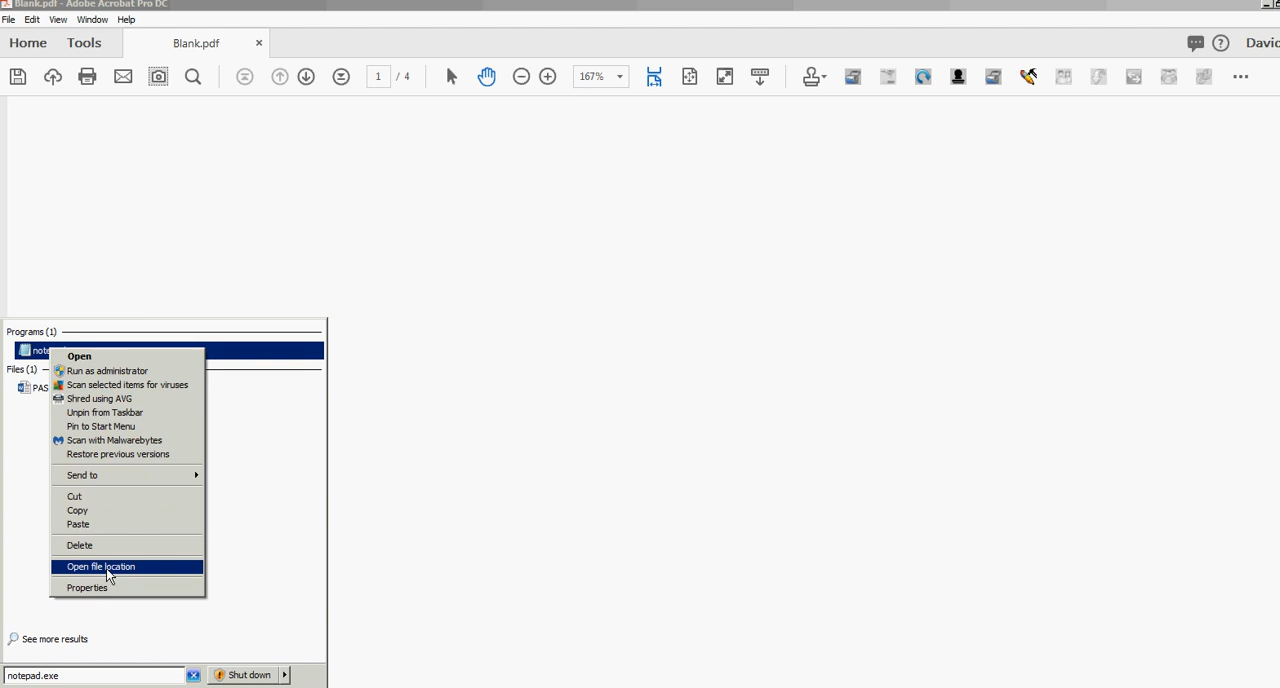 Blank.pdf - Adobe Acrobat Pro DC
File Edit View Window Help
Home Tools Blank.pdf × ? Davic
1 / 4 167%
Programs (1)
Open
Run as administrator
Files (1)
Scan selected items for viruses
PAS
Shred using AVG
Unpin from Taskbar
Pin to Start Menu
Scan with Malwarebytes
Restore previous versions
Send to
Cut
Copy
Paste
Delete
Open file location
Properties
See more results
notepad.exe
Shut down